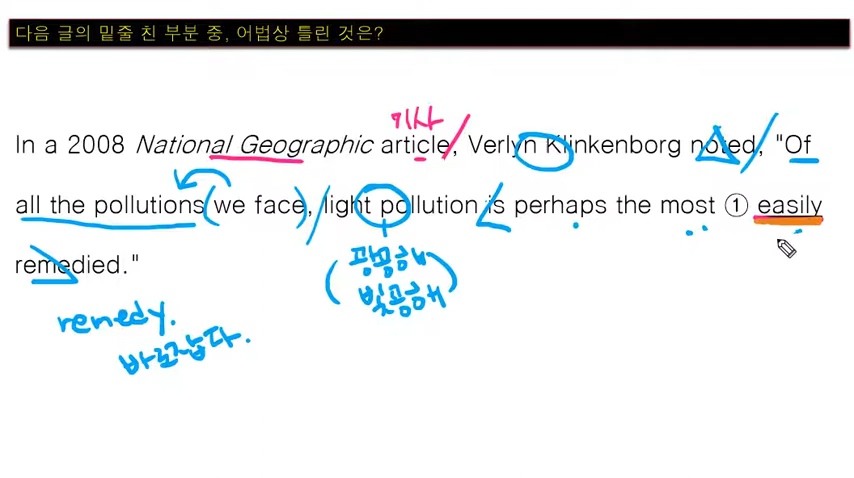 다음 글의 밑줄 친 부분 중, 어법상 틀린 것은?
기사
In a 2008 National Geographic article, Verlyn Klinkenborg noted, "Of
all the pollutions (we face), light pollution is perhaps the most ① easily
remedied."
광공해
(빛공해)
remedy.
바로잡다.